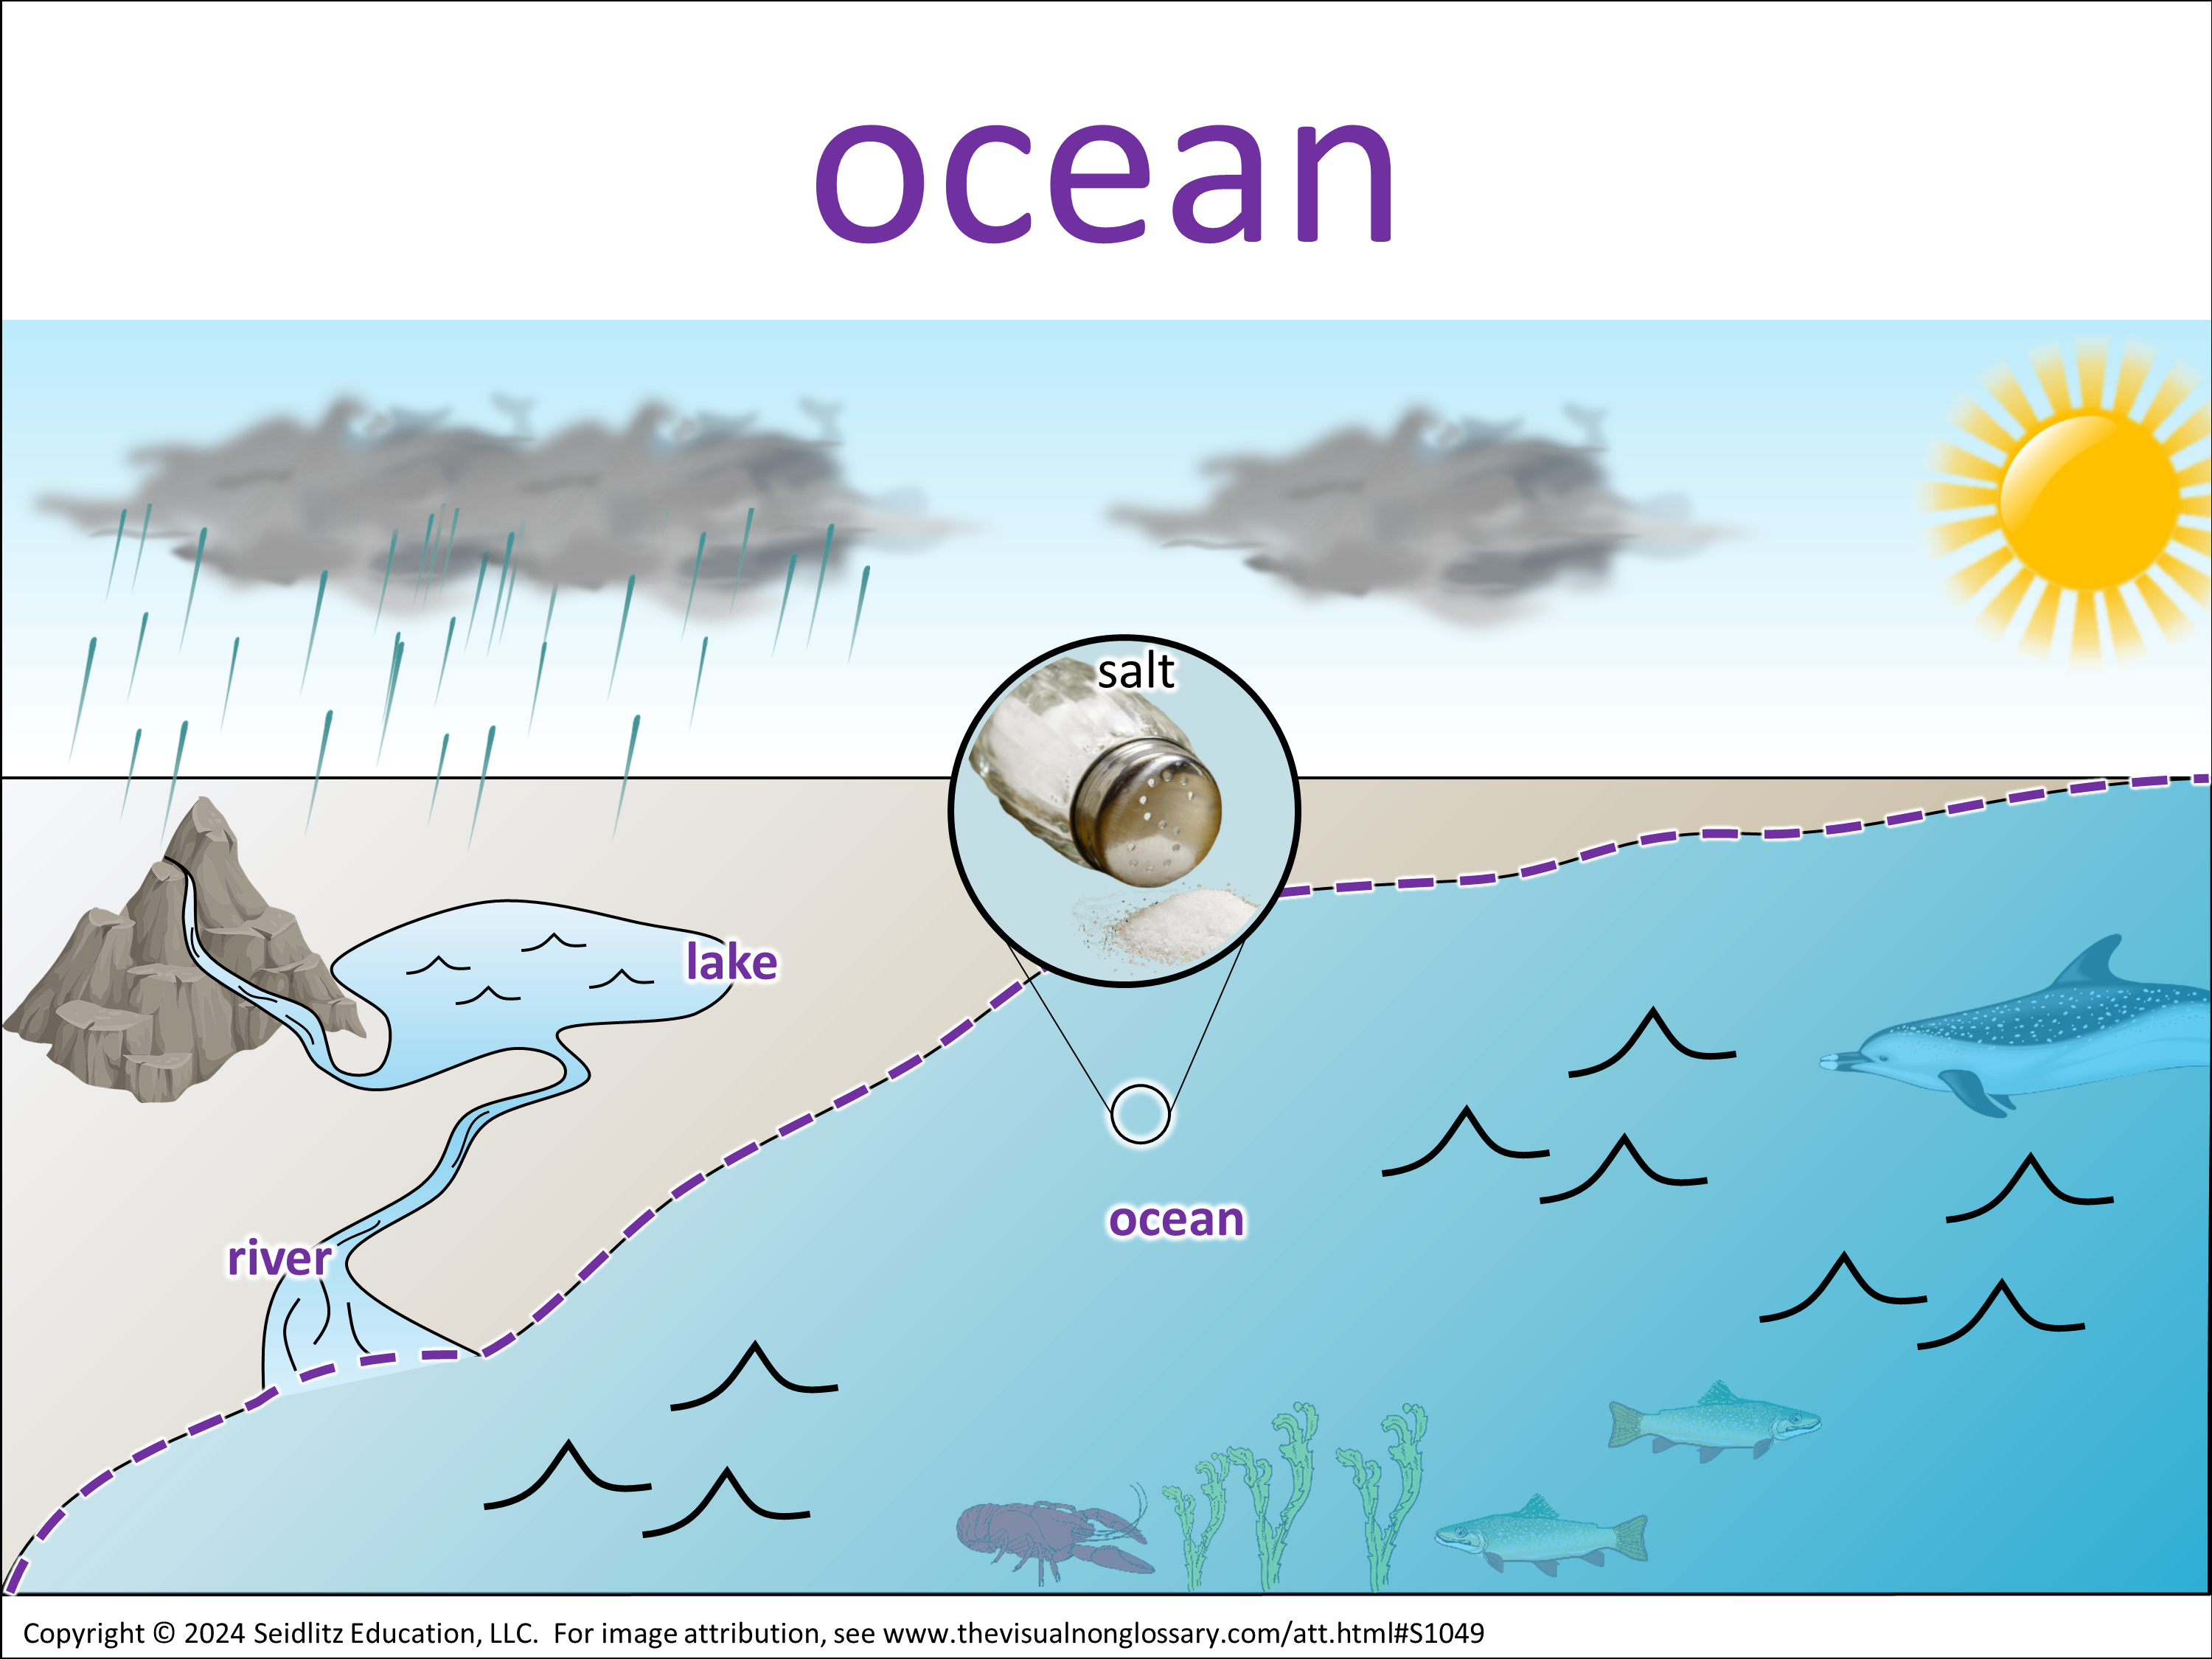 ocean
salt
lake
ocean
river
Copyright © 2024 Seidlitz Education, LLC.  For image attribution, see www.thevisualnonglossary.com/att.html#S1049